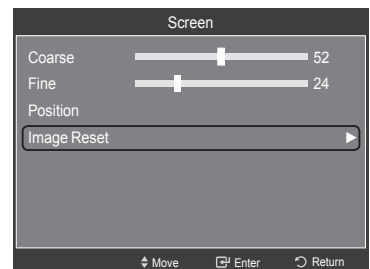 Screen
Coarse 52
Fine 24
Position
Image Reset
Move Enter Return